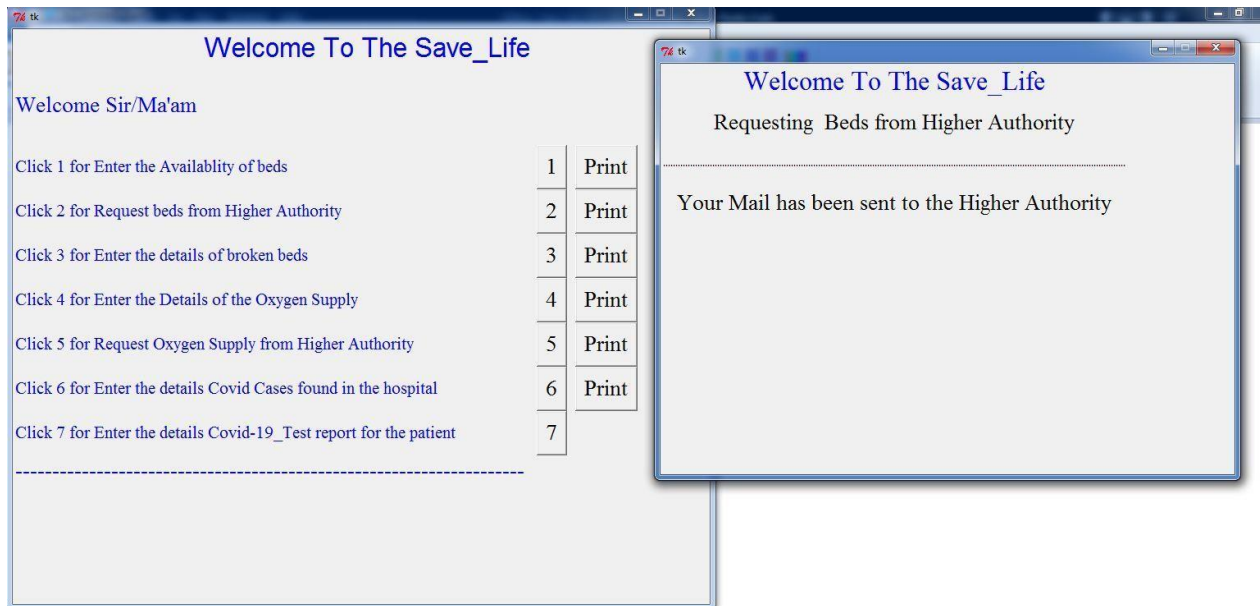 tk
Welcome To The Save_Life
Welcome Sir/Ma'am
Click 1 for Enter the Availablity of beds 1 Print
Click 2 for Request beds from Higher Authority 2 Print
Click 3 for Enter the details of broken beds 3 Print
Click 4 for Enter the Details of the Oxygen Supply 4 Print
Click 5 for Request Oxygen Supply from Higher Authority 5 Print
Click 6 for Enter the details Covid Cases found in the hospital 6 Print
Click 7 for Enter the details Covid-19_Test report for the patient 7
tk
Welcome To The Save_Life
Requesting Beds from Higher Authority
Your Mail has been sent to the Higher Authority